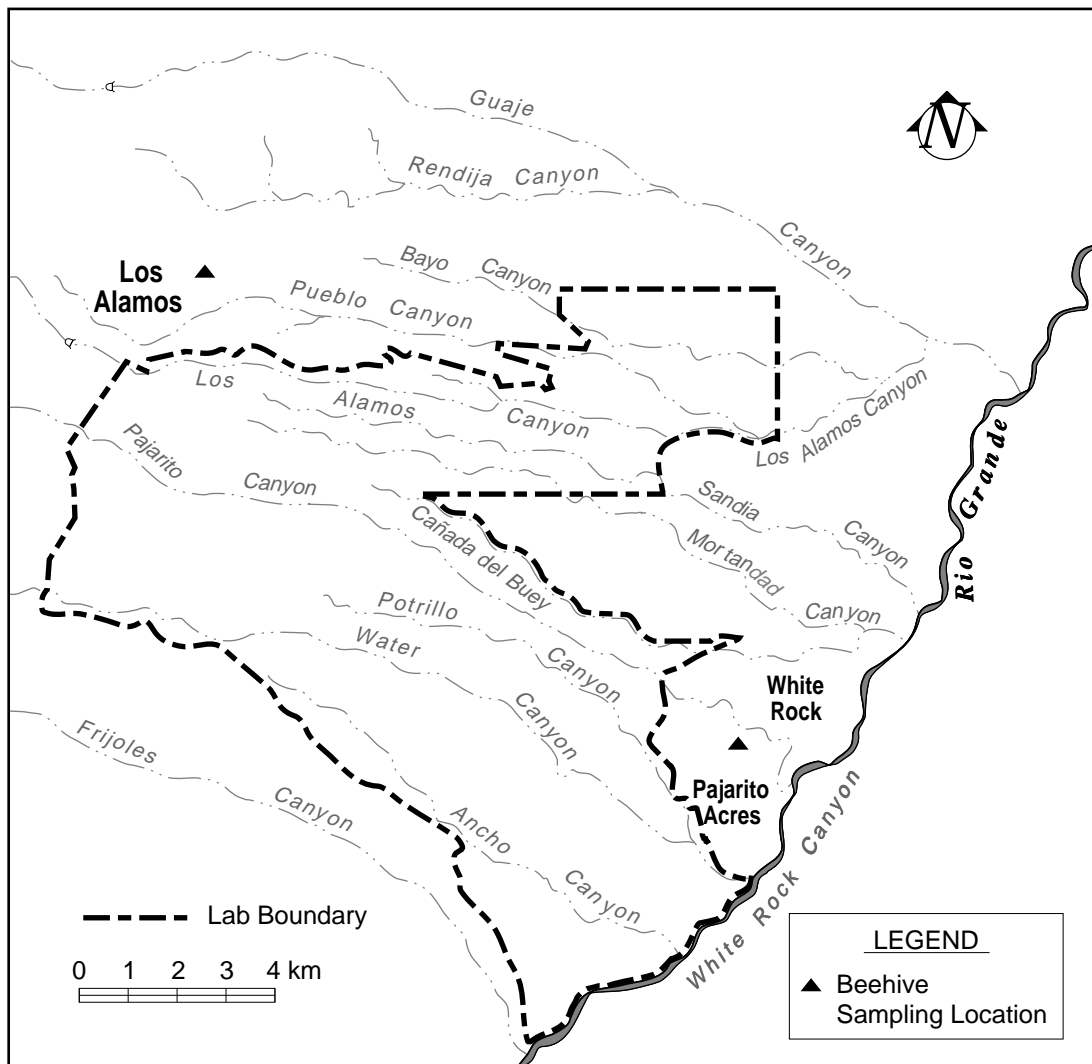 Guaje
N
Rendija Canyon
Canyon
Bayo Canyon
Los
Alamos
Pueblo Canyon
Los
Alamos
Canyon
Los Alamos Canyon
Rio Grande
Pajarito
Canyon
Sandia
Canyon
Cañada del Buey
Mortandad
Canyon
Potrillo
Canyon
Water
Canyon
White
Rock
Frijoles
Canyon
Pajarito
Acres
Ancho
Canyon
White Rock Canyon
Lab Boundary
0 1 2 3 4 km
LEGEND
Beehive
Sampling Location